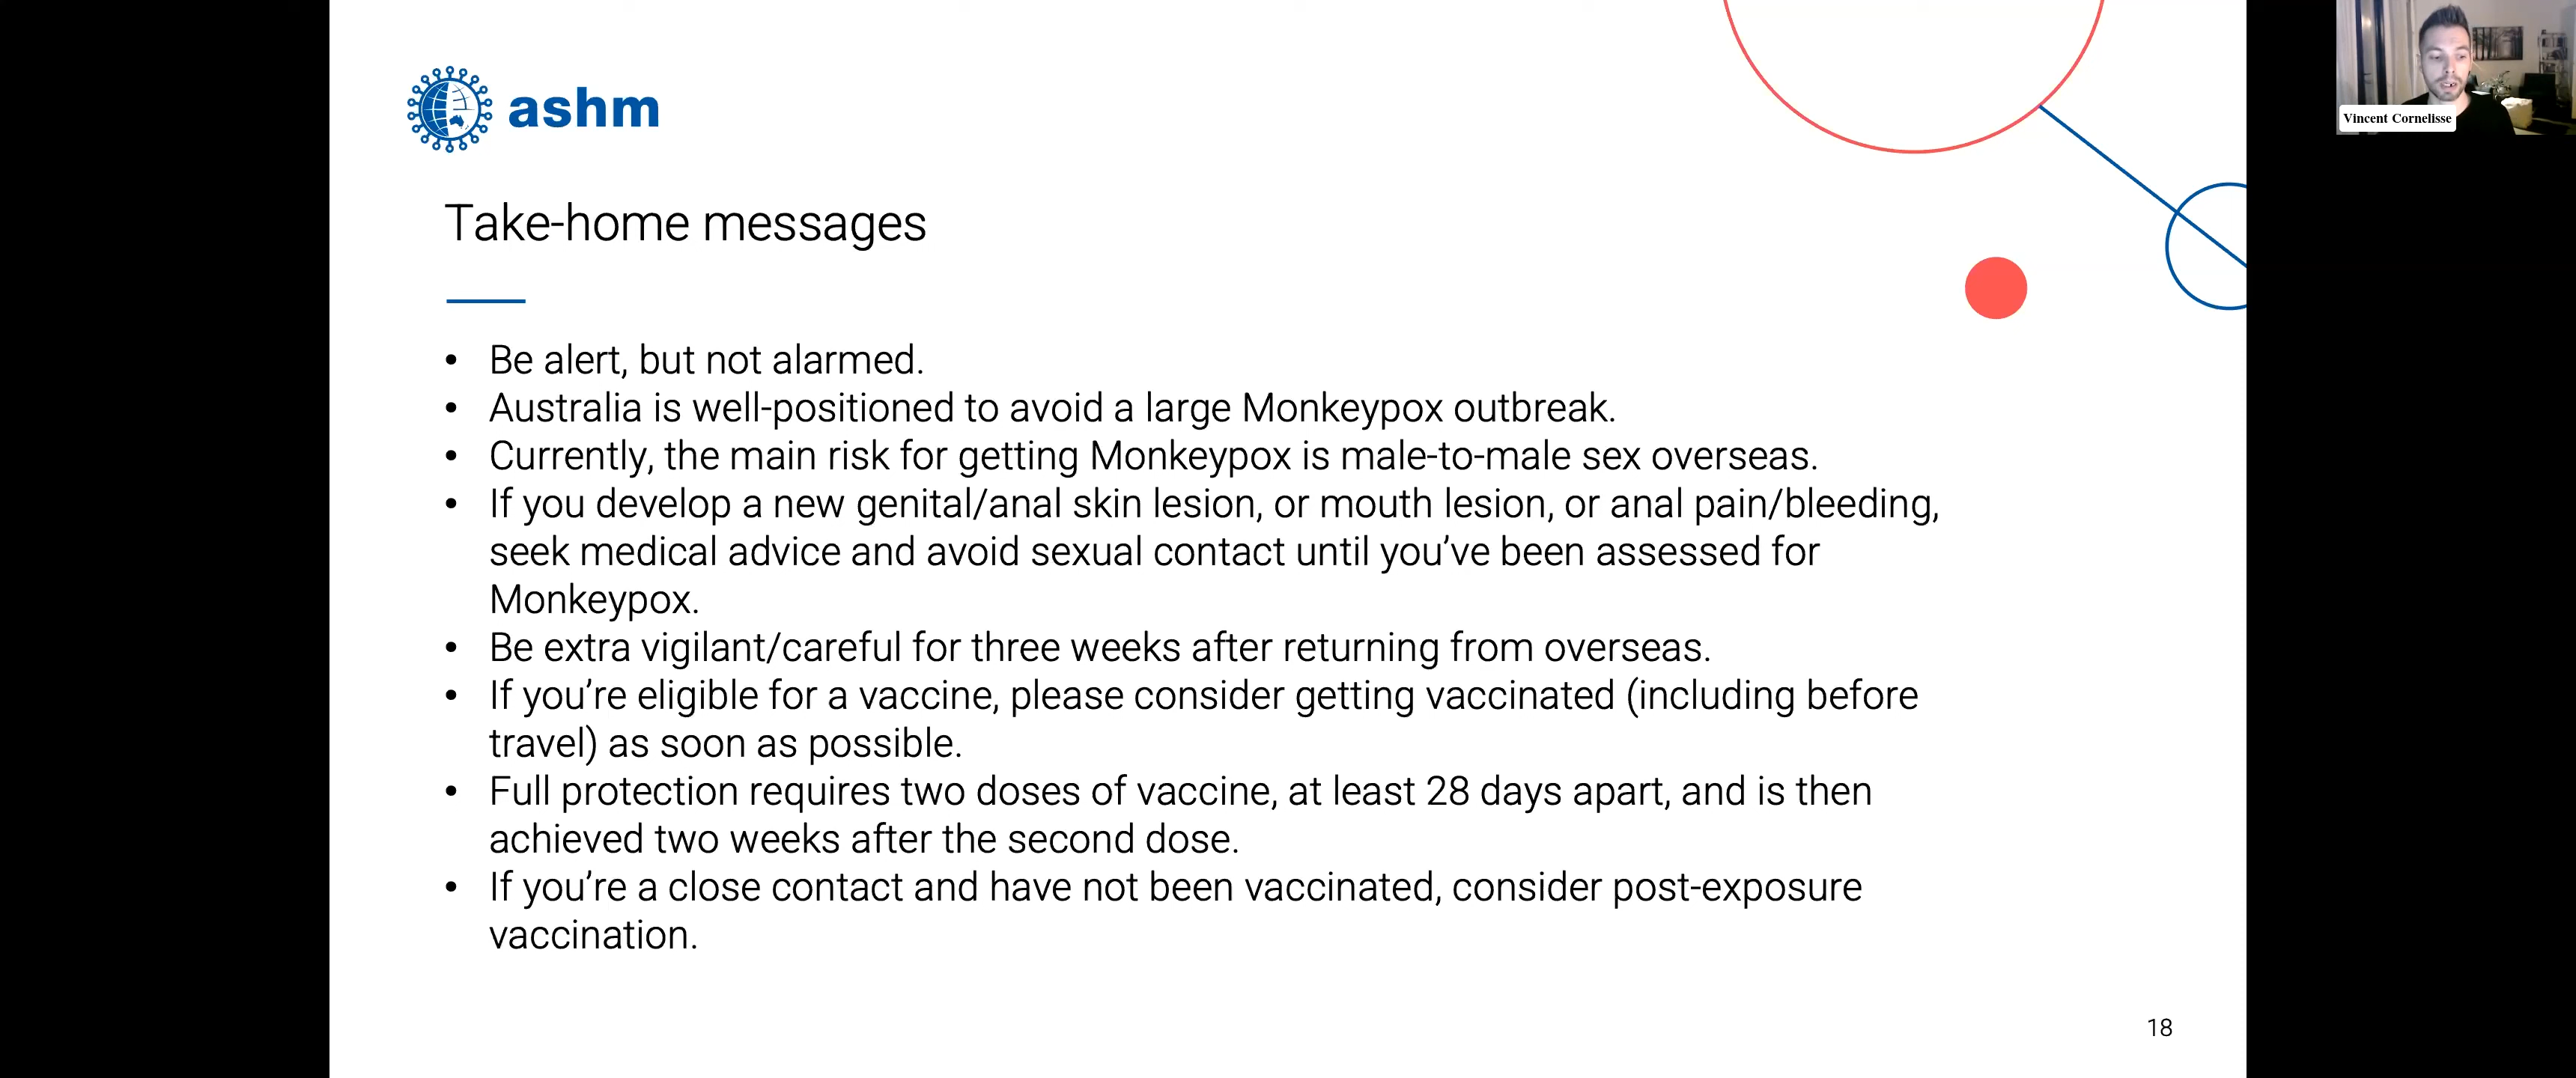 ashm
Vincent Cornelisse
Take-home messages
• Be alert, but not alarmed.
• Australia is well-positioned to avoid a large Monkeypox outbreak.
• Currently, the main risk for getting Monkeypox is male-to-male sex overseas.
• If you develop a new genital/anal skin lesion, or mouth lesion, or anal pain/bleeding,
seek medical advice and avoid sexual contact until you’ve been assessed for
Monkeypox.
• Be extra vigilant/careful for three weeks after returning from overseas.
• If you’re eligible for a vaccine, please consider getting vaccinated (including before
travel) as soon as possible.
• Full protection requires two doses of vaccine, at least 28 days apart, and is then
achieved two weeks after the second dose.
• If you’re a close contact and have not been vaccinated, consider post-exposure
vaccination.
18